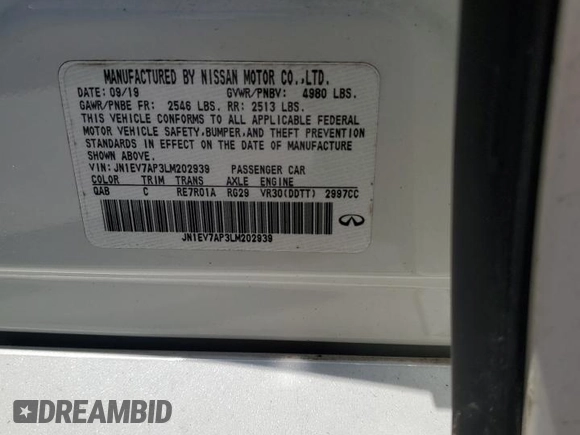 MANUFACTURED BY NISSAN MOTOR CO.,LTD.
DATE: 09/19 GVWR/PNBV: 4980 LBS.
GAWR/PNBE FR: 2546 LBS. RR: 2513 LBS.
THIS VEHICLE CONFORMS TO ALL APPLICABLE FEDERAL
MOTOR VEHICLE SAFETY,BUMPER,AND THEFT PREVENTION
STANDARDS IN EFFECT ON THE DATE OF MANUFACTURE
SHOWN ABOVE.
VIN: JN1EV7AP3LM202939 PASSENGER CAR
COLOR TRIM TRANS AXLE ENGINE
QAB C RE7R01A RG29 VR30(DDTT) 2997CC
JN1EV7AP3LM202939
DREAMBID